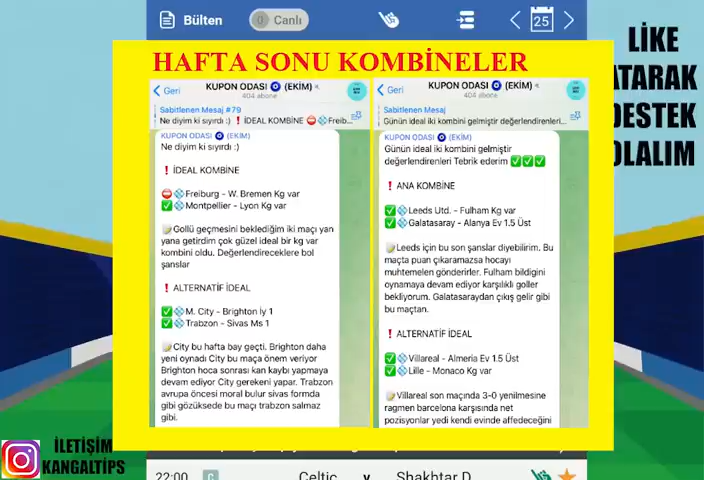 Bülten
0 Canlı
25
LİKE
ATARAK
DESTEK
OLALIM
HAFTA SONU KOMBİNELER
Geri
KUPON ODASI (EKİM)
404 abone
Sabitlenen Mesaj #79
Ne diyim ki sıyırdı :) ❗ İDEAL KOMBİNE ⛔💠Freib...
KUPON ODASI (EKİM)
Ne diyim ki sıyırdı :)
❗ İDEAL KOMBİNE
⛔💠Freiburg - W. Bremen Kg var
✅💠Montpellier - Lyon Kg var
📝Gollü geçmesini beklediğim iki maçı yan
yana getirdim çok güzel ideal bir kg var
kombini oldu. Değerlendireceklere bol
şanslar
❗ ALTERNATİF İDEAL
✅💠M. City - Brighton İy 1
✅💠Trabzon - Sivas Ms 1
📝City bu hafta bay geçti. Brighton daha
yeni oynadı City bu maça önem veriyor
Brighton hoca sonrası kan kaybı yapmaya
devam ediyor City gerekeni yapar. Trabzon
avrupa öncesi moral bulur sivas formda
gibi gözüksede bu maçı trabzon salmaz
gibi.
Geri
KUPON ODASI (EKİM)
404 abone
Sabitlenen Mesaj
Günün ideal iki kombini gelmiştir değerlendirenleri...
KUPON ODASI (EKİM)
Günün ideal iki kombini gelmiştir
değerlendirenleri Tebrik ederim ✅✅✅
❗ ANA KOMBİNE
✅💠Leeds Utd. - Fulham Kg var
✅💠Galatasaray - Alanya Ev 1.5 Üst
📝Leeds için bu son şanslar diyebilirim. Bu
maçta puan çıkaramazsa hocayı
muhtemelen gönderirler. Fulham bildigini
oynamaya devam ediyor karşılıklı goller
bekliyorum. Galatasaraydan çıkış gelir gibi
bu maçtan.
❗ ALTERNATİF İDEAL
✅💠Villareal - Almeria Ev 1.5 Üst
✅💠Lille - Monaco Kg var
📝Villareal son maçında 3-0 yenilmesine
ragmen barcelona karşısında net
pozisyonlar yedi kendi evinde affedeceğini
İLETİŞİM
KANGALTİPS
22:00 C Celtic v Shakhtar D